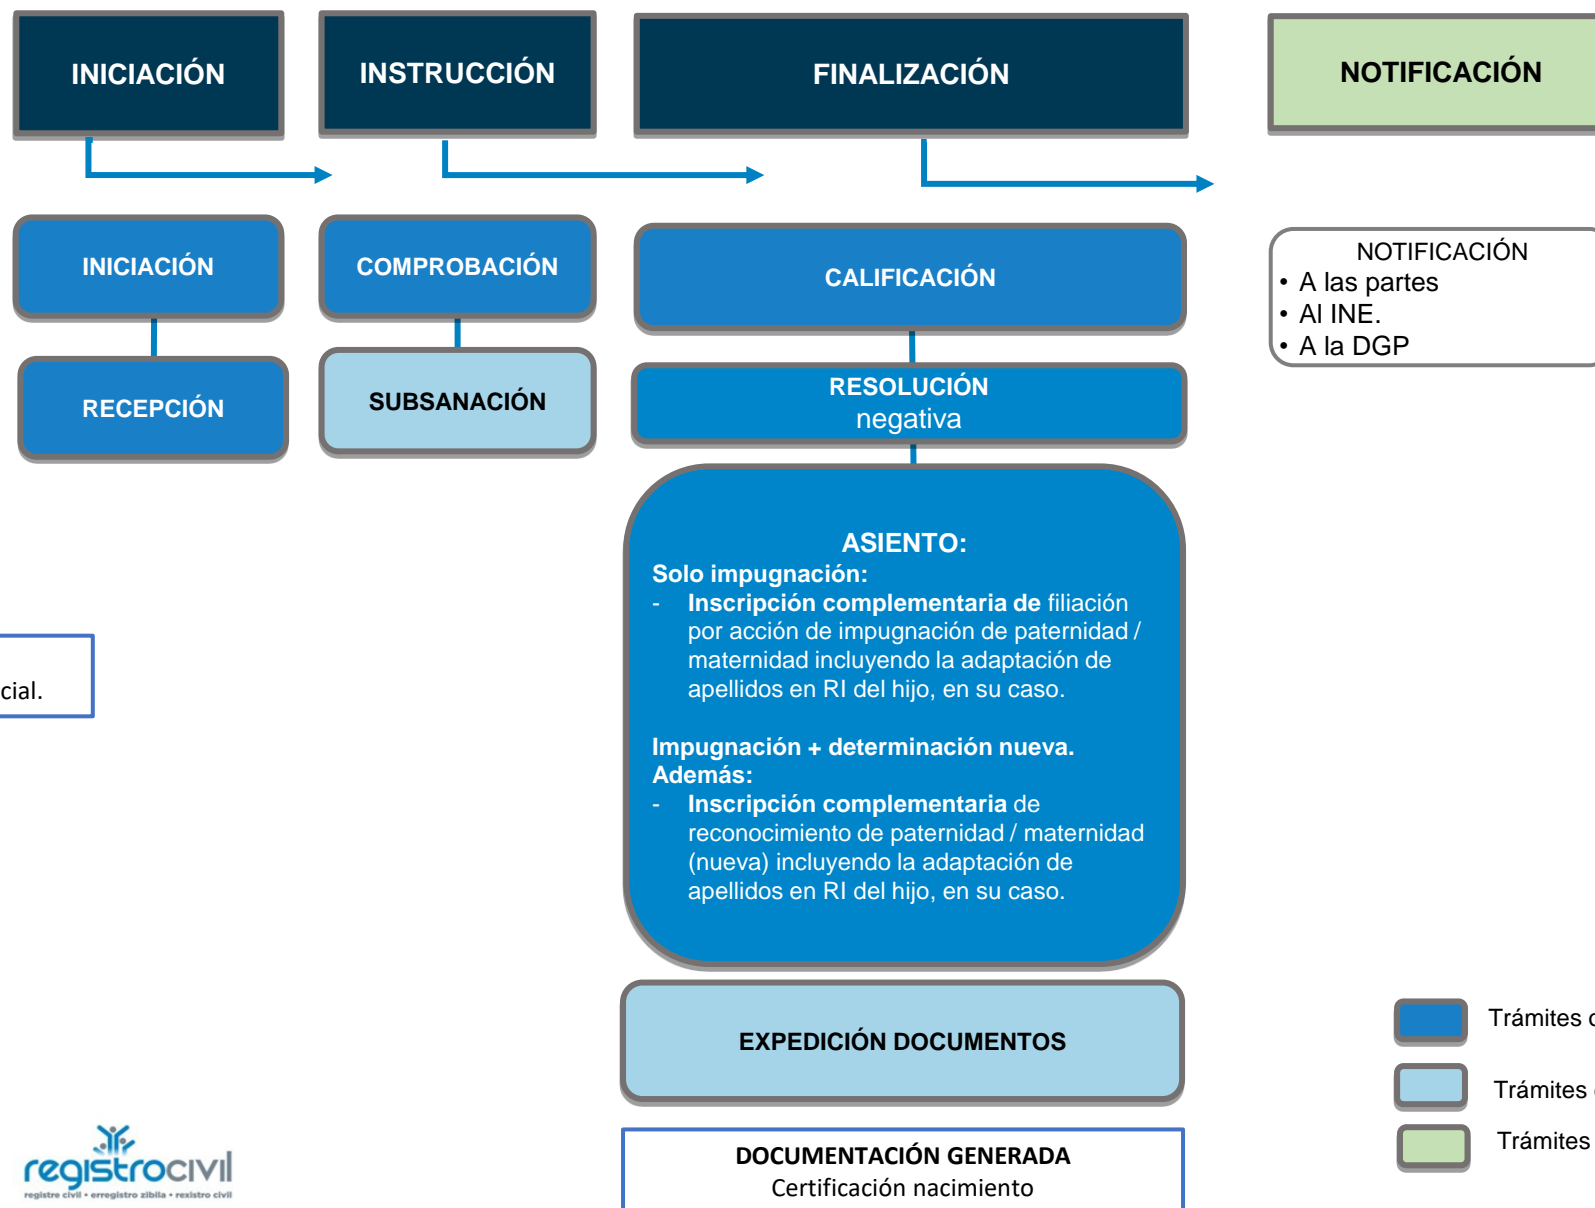 INICIACIÓN
INSTRUCCIÓN
FINALIZACIÓN
NOTIFICACIÓN
INICIACIÓN
RECEPCIÓN
COMPROBACIÓN
SUBSANACIÓN
CALIFICACIÓN
RESOLUCIÓN
negativa
ASIENTO:
Solo impugnación:
- Inscripción complementaria de filiación
por acción de impugnación de paternidad /
maternidad incluyendo la adaptación de
apellidos en RI del hijo, en su caso.
Impugnación + determinación nueva.
Además:
- Inscripción complementaria de
reconocimiento de paternidad / maternidad
(nueva) incluyendo la adaptación de
apellidos en RI del hijo, en su caso.
EXPEDICIÓN DOCUMENTOS
DOCUMENTACIÓN GENERADA
Certificación nacimiento
NOTIFICACIÓN
• A las partes
• Al INE.
• A la DGP
cial.
Trámites
Trámites
Trámites
registrocivil
registre civil • erregistro zibila • rexistro civil